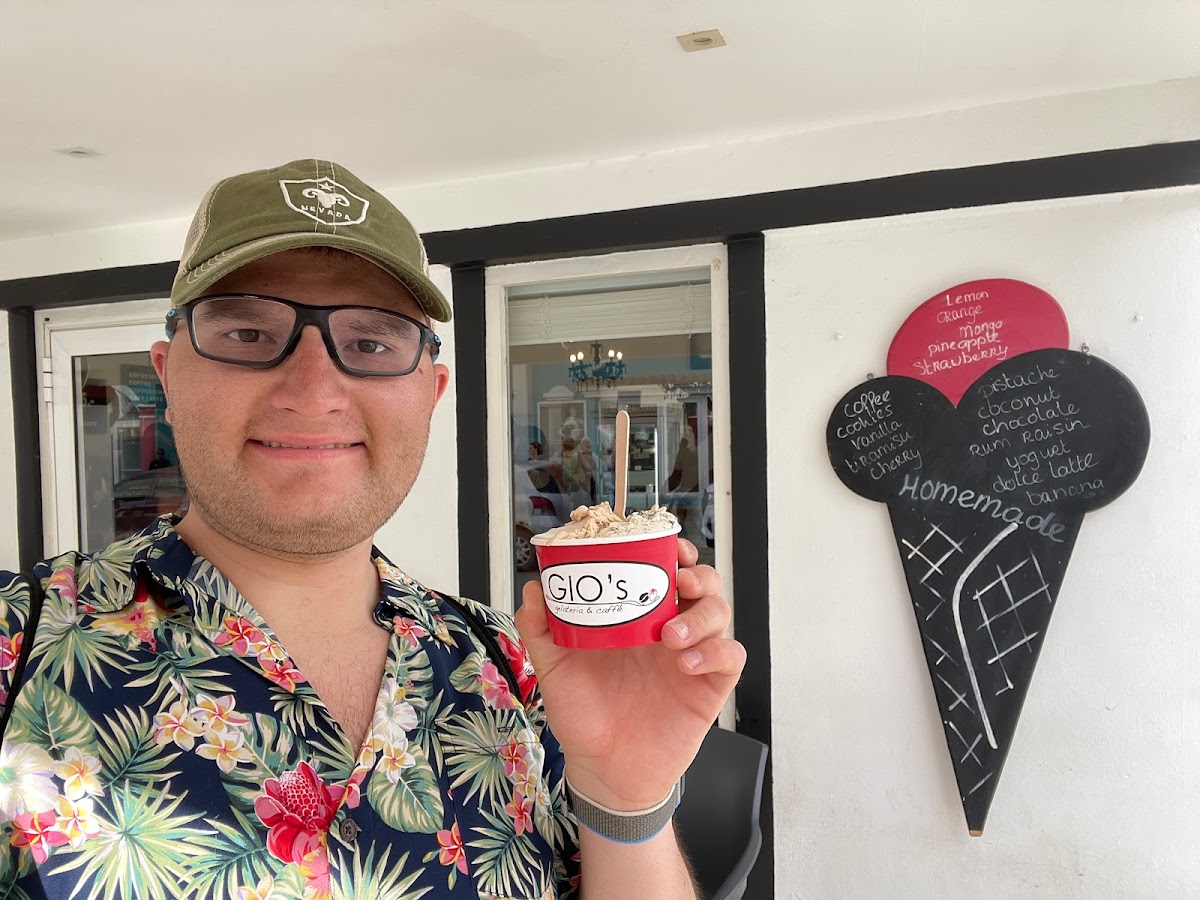 NEVADA
GIO's
gelateria & caffè
Lemon
orange
Mango
pineapple
Strawberry
coffee
cookies
vanilla
tiramisu
cherry
pistache
coconut
chocolate
Rum Raisin
yoguet
dolce latte
banana
Homemade